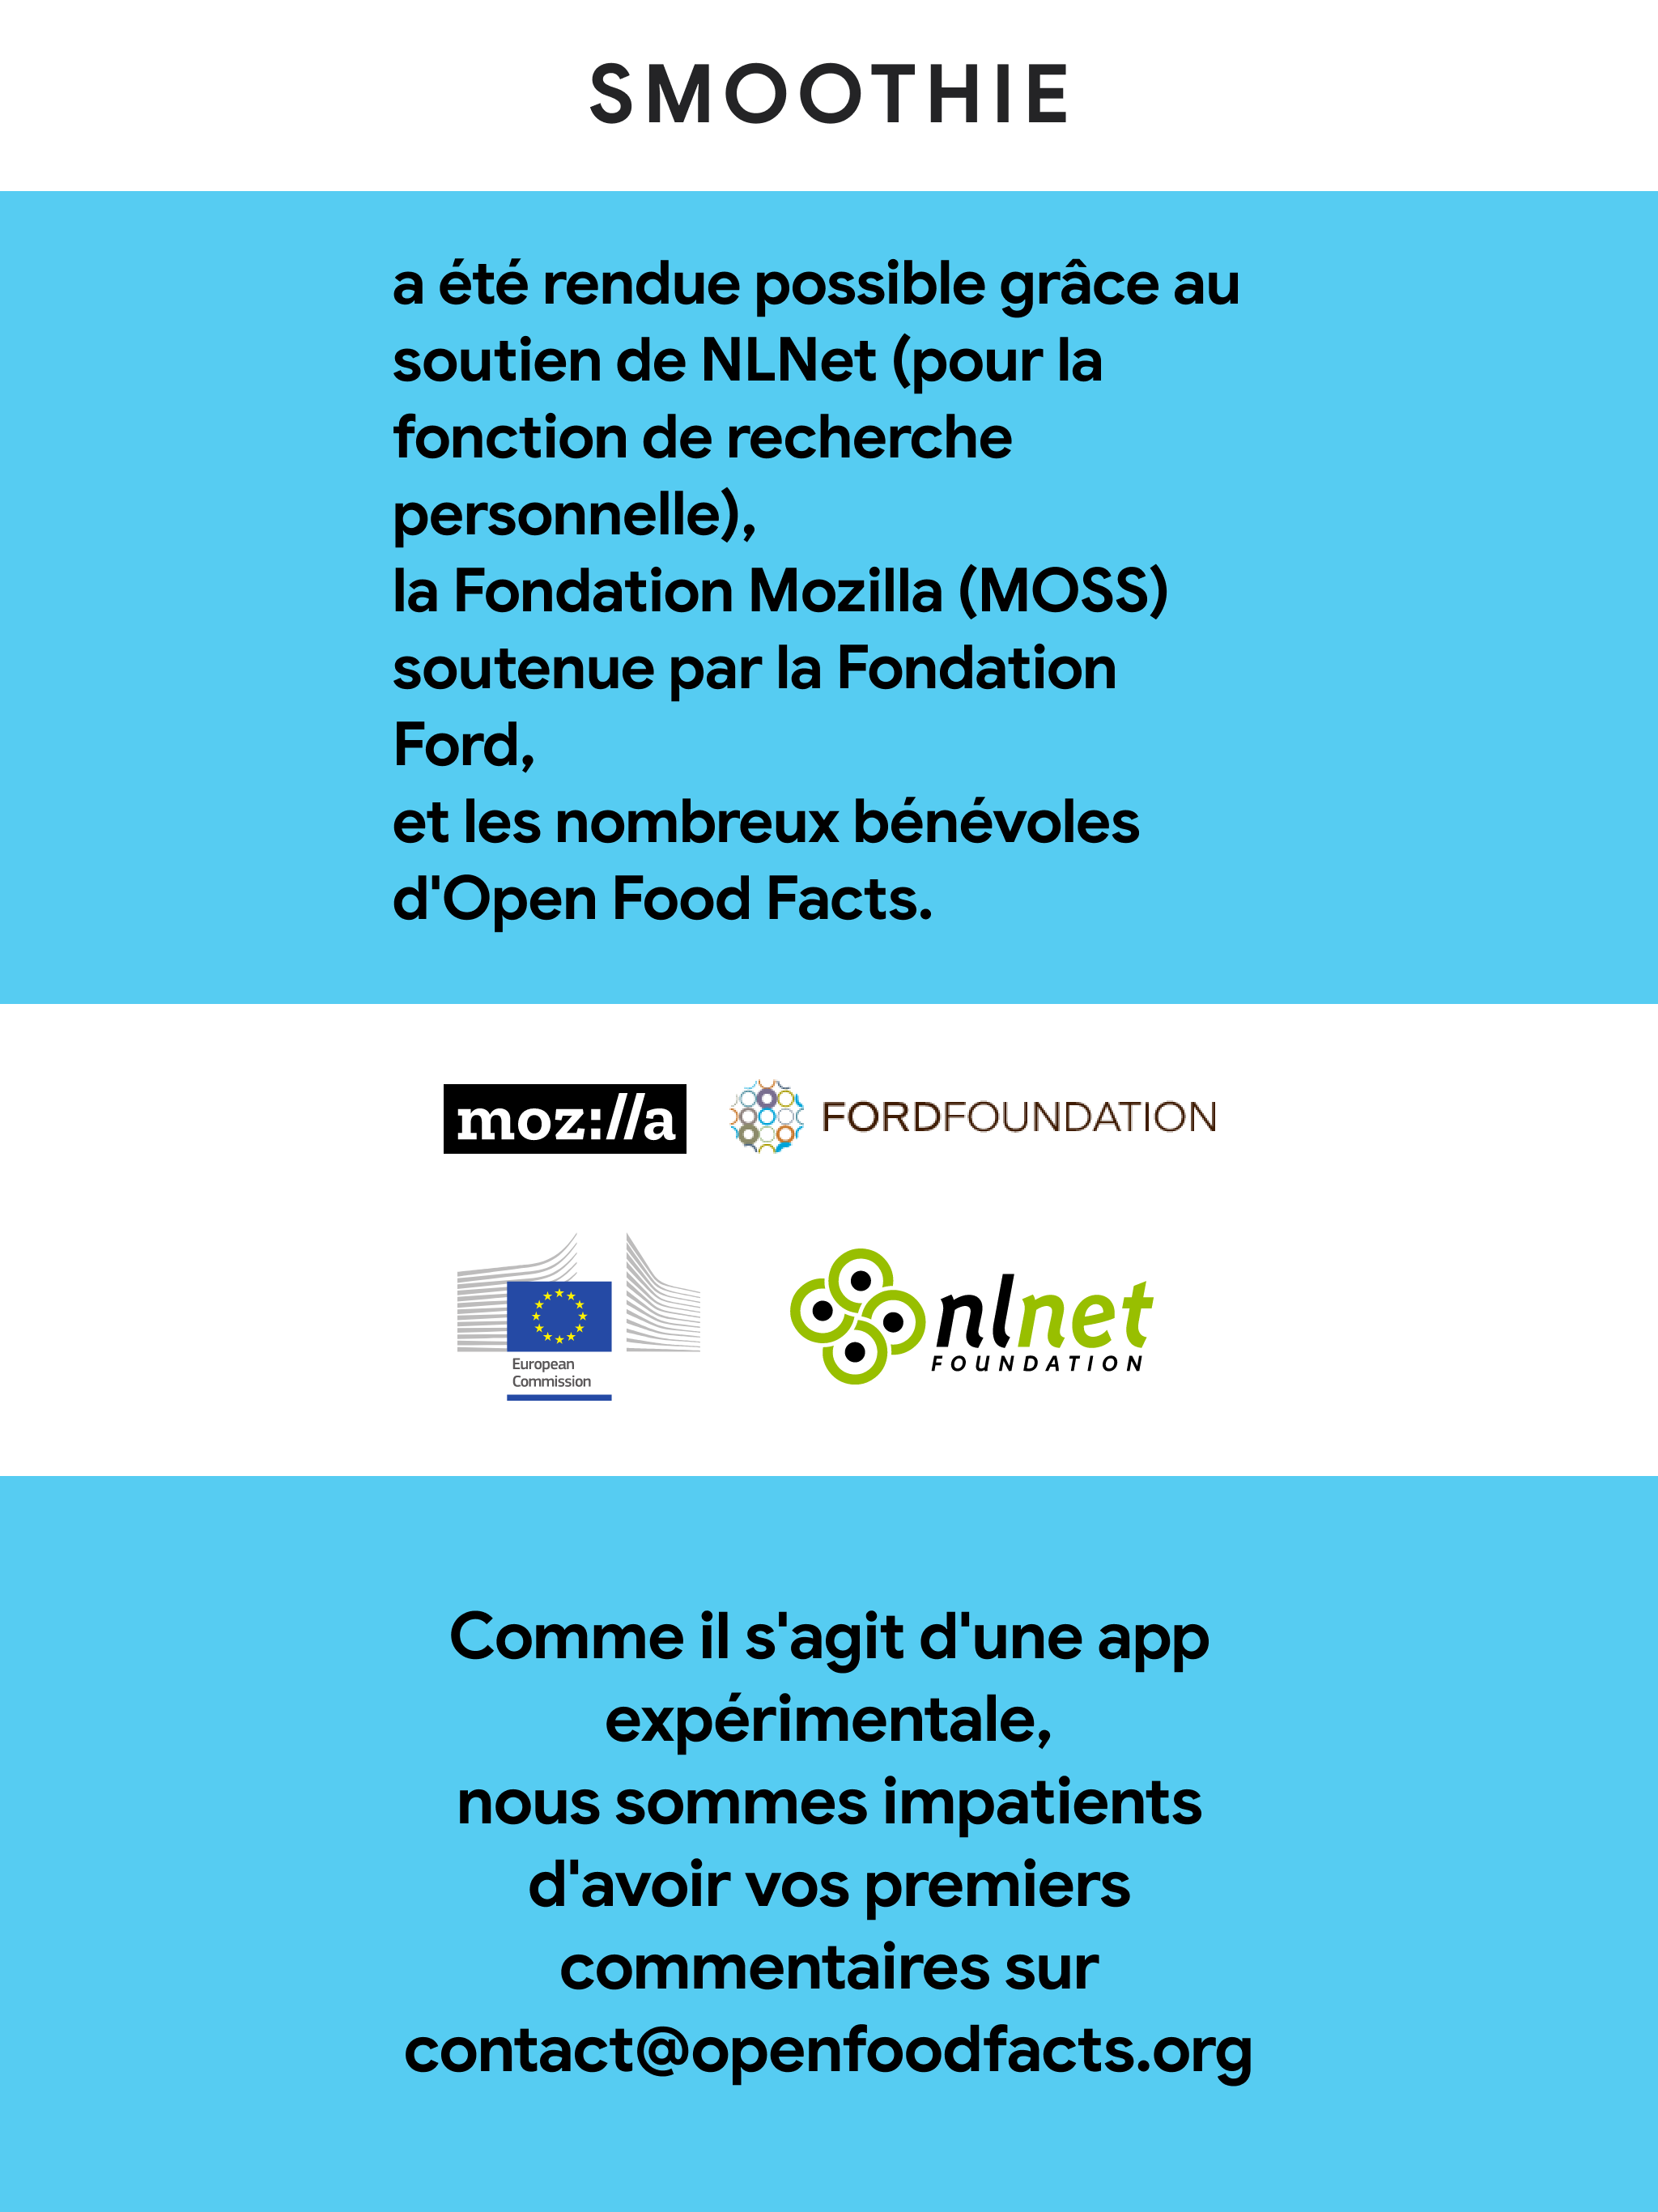 SMOOTHIE
a été rendue possible grâce au
soutien de NLNet (pour la
fonction de recherche
personnelle),
la Fondation Mozilla (MOSS)
soutenue par la Fondation
Ford,
et les nombreux bénévoles
d'Open Food Facts.
moz://a
FORDFOUNDATION
European
Commission
nlnet
FOUNDATION
Comme il s'agit d'une app
expérimentale,
nous sommes impatients
d'avoir vos premiers
commentaires sur
contact@openfoodfacts.org